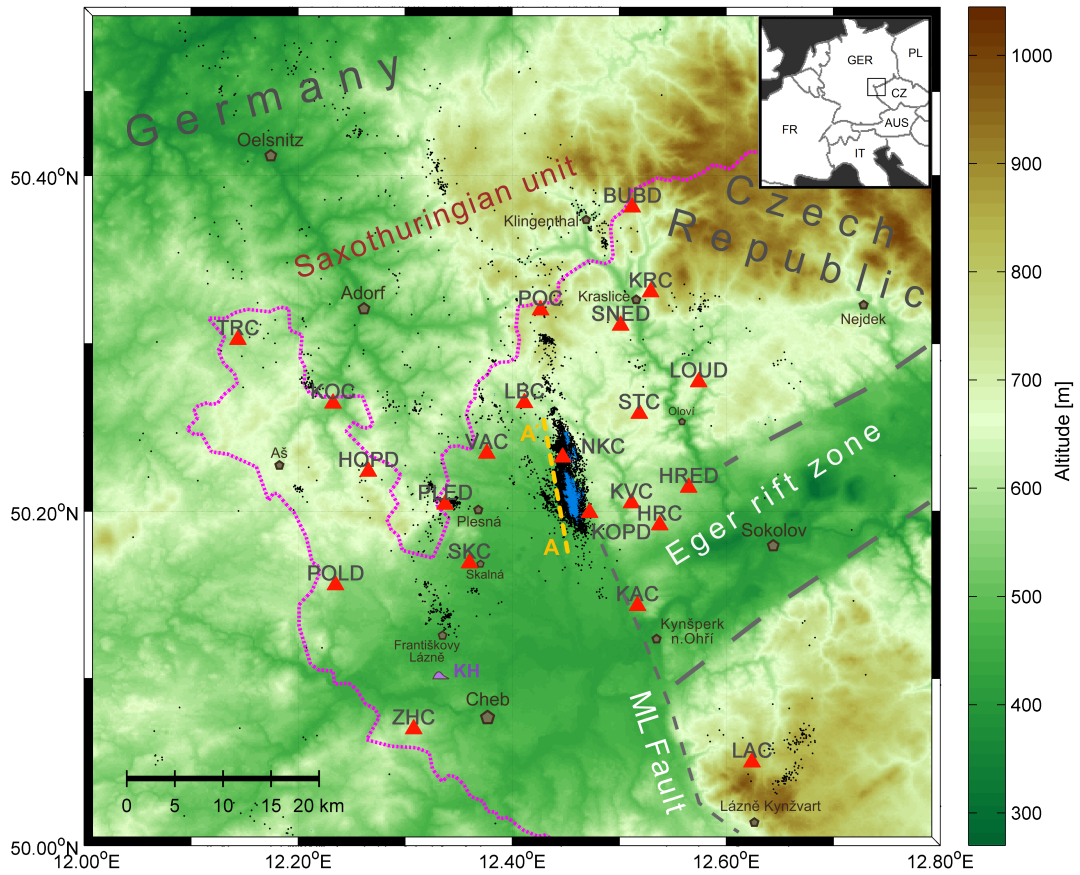 Germany
Oelsnitz
Saxothuringian unit
Klingenthal
BUBD
Czech
Republic
GER
PL
CZ
FR
AUS
IT
Adorf
TRC
POC
Kraslice
KRC
SNED
Nejdek
KOC
LBC
STC
LOUD
Oloví
Aš
HOPD
VAC
A'
NKC
PLED
Plesná
KVC
HRED
HRC
KOPD
A
Eger rift zone
Sokolov
SKC
Skalná
POLD
KAC
Kynšperk
n.Ohří
Františkovy
Lázně
KH
Cheb
ZHC
ML Fault
LAC
Lázně Kynžvart
0 5 10 15 20 km
50.40°N
50.20°N
50.00°N
12.00°E
12.20°E
12.40°E
12.60°E
12.80°E
1000
900
800
700
600
500
400
300
Altitude [m]